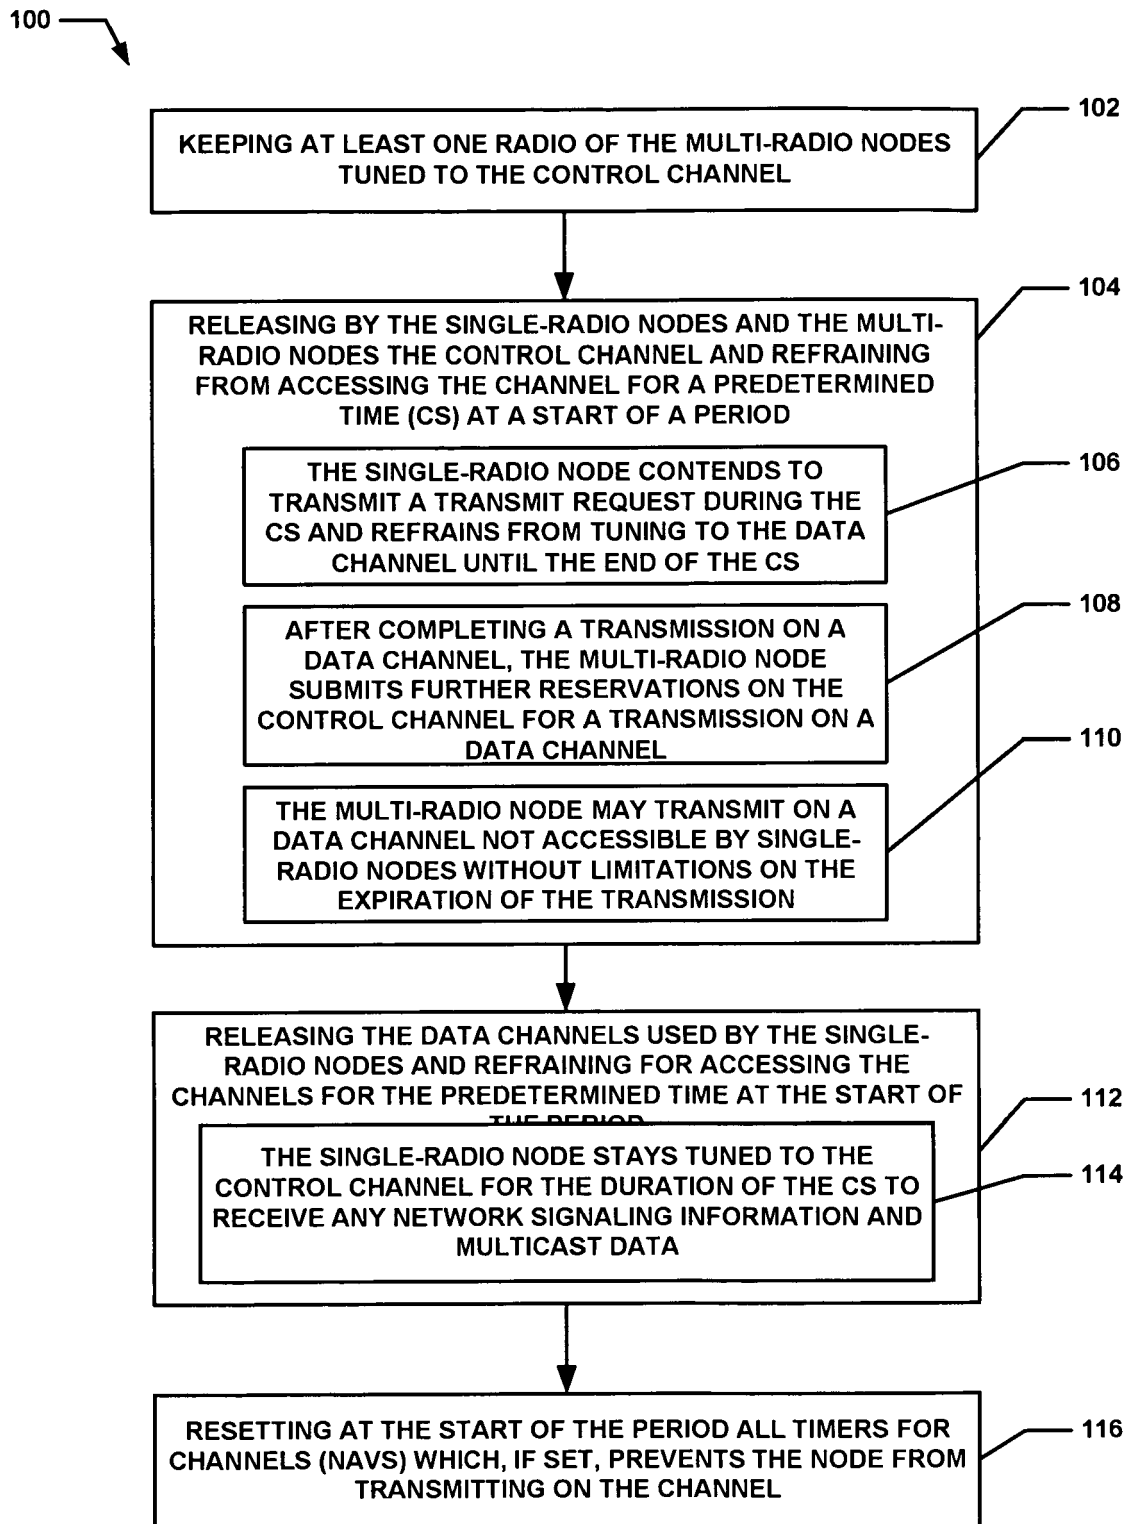 100
102
KEEPING AT LEAST ONE RADIO OF THE MULTI-RADIO NODES
TUNED TO THE CONTROL CHANNEL
104
RELEASING BY THE SINGLE-RADIO NODES AND THE MULTI-
RADIO NODES THE CONTROL CHANNEL AND REFRAINING
FROM ACCESSING THE CHANNEL FOR A PREDETERMINED
TIME (CS) AT A START OF A PERIOD
106
THE SINGLE-RADIO NODE CONTENDS TO
TRANSMIT A TRANSMIT REQUEST DURING THE
CS AND REFRAINS FROM TUNING TO THE DATA
CHANNEL UNTIL THE END OF THE CS
108
AFTER COMPLETING A TRANSMISSION ON A
DATA CHANNEL, THE MULTI-RADIO NODE
SUBMITS FURTHER RESERVATIONS ON THE
CONTROL CHANNEL FOR A TRANSMISSION ON A
DATA CHANNEL
110
THE MULTI-RADIO NODE MAY TRANSMIT ON A
DATA CHANNEL NOT ACCESSIBLE BY SINGLE-
RADIO NODES WITHOUT LIMITATIONS ON THE
EXPIRATION OF THE TRANSMISSION
RELEASING THE DATA CHANNELS USED BY THE SINGLE-
RADIO NODES AND REFRAINING FOR ACCESSING THE
CHANNELS FOR THE PREDETERMINED TIME AT THE START OF
THE PERIOD
112
THE SINGLE-RADIO NODE STAYS TUNED TO THE
CONTROL CHANNEL FOR THE DURATION OF THE CS TO
RECEIVE ANY NETWORK SIGNALING INFORMATION AND
MULTICAST DATA
114
RESETTING AT THE START OF THE PERIOD ALL TIMERS FOR
CHANNELS (NAVS) WHICH, IF SET, PREVENTS THE NODE FROM
TRANSMITTING ON THE CHANNEL
116